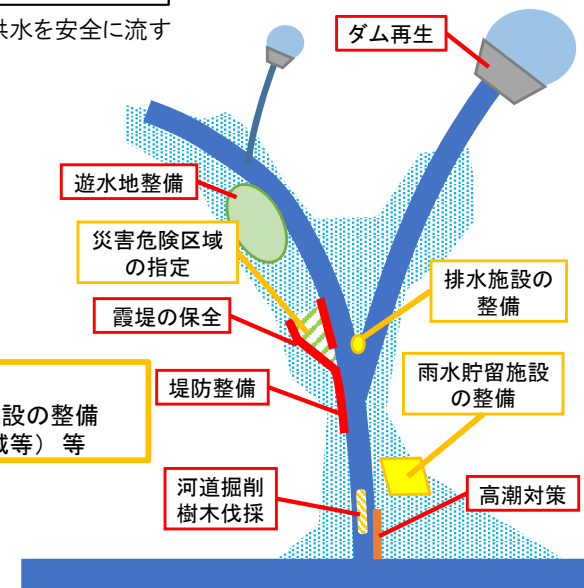 洪水を安全に流す
ダム再生
遊水地整備
災害危険区域
の指定
排水施設の
整備
霞堤の保全
雨水貯留施設
の整備
堤防整備
設の整備
域等） 等
河道掘削
樹木伐採
高潮対策